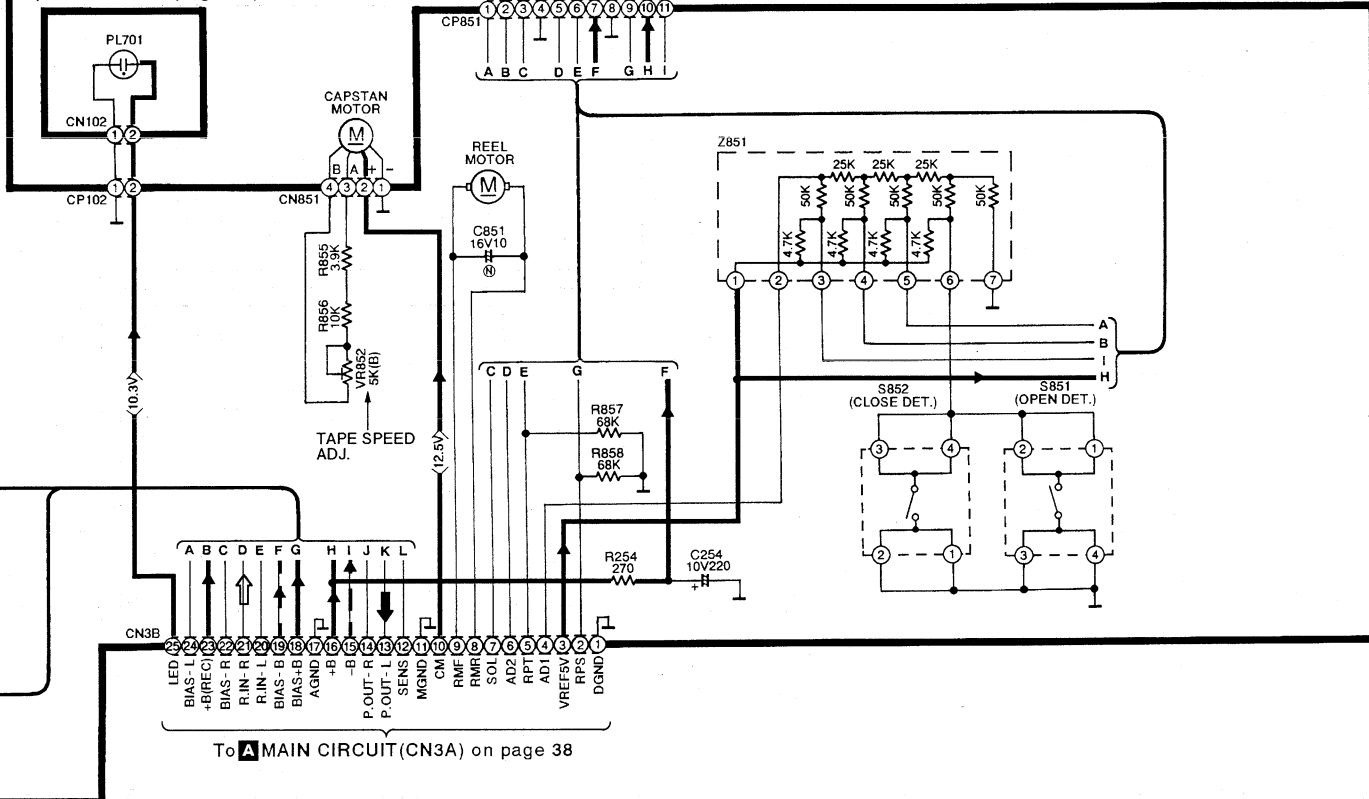 1 2 3 4 5 6 7 8 9 10 11
CP851
A B C D E F G H I
PL701
CN102
1 2
CP102
1 2
CAPSTAN
MOTOR
M
B A + -
4 3 2 1
CN851
REEL
MOTOR
M
C851
16V10
N
R855
3.9K
R856
10K
VR852
5K(B)
TAPE SPEED
ADJ.
10.3V
12.5V
Z851
25K 25K 25K
50K 50K 50K 50K 50K
4.7K 4.7K 4.7K 4.7K
1 2 3 4 5 6 7
A
B
I
H
C D E G F
R857
68K
R858
68K
S852
(CLOSE DET.)
S851
(OPEN DET.)
3 4 2 1
2 1 3 4
R254
270
C254
10V220
+
A B C D E F G H I J K L
CN3B
25 24 23 22 21 20 19 18 17 16 15 14 13 12 11 10 9 8 7 6 5 4 3 2 1
LED
BIAS-L
+B(REC)
BIAS-R
R.IN-R
R.IN-L
BIAS-B
BIAS+B
AGND
+B
-B
P.OUT-R
P.OUT-L
SENS
MGND
CM
RMF
RMR
SOL
AD2
RPT
AD1
VREF5V
RPS
DGND
To A MAIN CIRCUIT(CN3A) on page 38